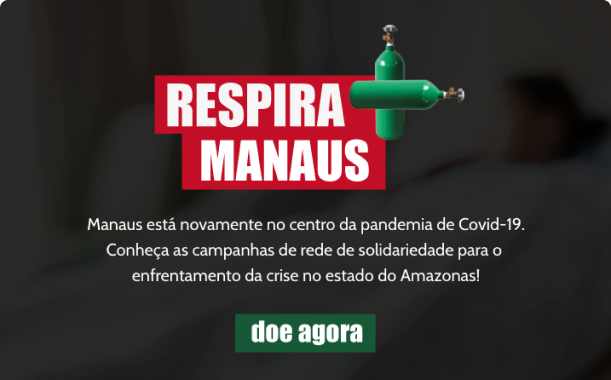 RESPIRA
MANAUS
Manaus está novamente no centro da pandemia de Covid-19.
Conheça as campanhas de rede de solidariedade para o
enfrentamento da crise no estado do Amazonas!
doe agora